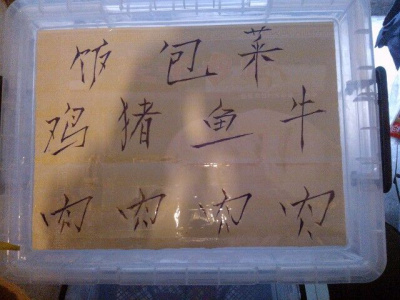 饭 包 菜
鸡 猪 鱼 牛
肉 肉 肉 肉